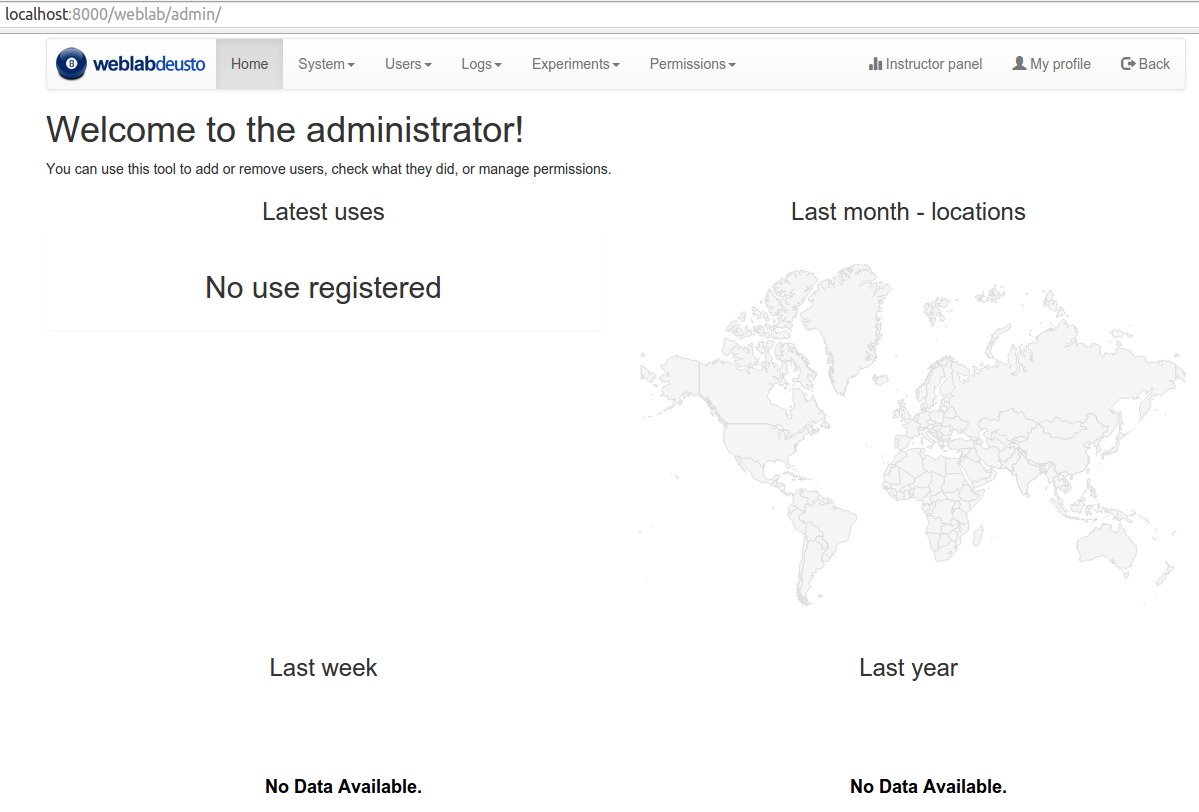 localhost:8000/weblab/admin/
8 weblabdeusto Home System Users Logs Experiments Permissions Instructor panel My profile Back
Welcome to the administrator!
You can use this tool to add or remove users, check what they did, or manage permissions.
Latest uses
No use registered
Last month - locations
Last week
No Data Available.
Last year
No Data Available.